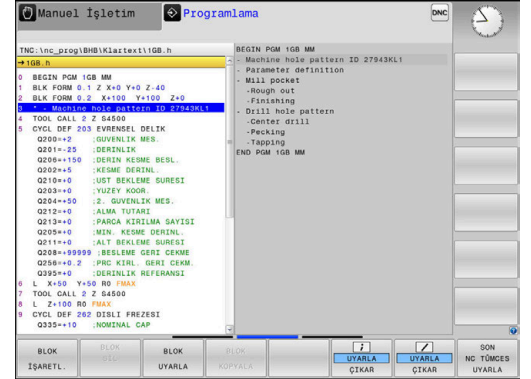 Manuel İşletim
Programlama
DNC
TNC:\nc_prog\BHB\Klartext\1GB.h
→1GB.h
0 BEGIN PGM 1GB MM
1 BLK FORM 0.1 Z X+0 Y+0 Z-40
2 BLK FORM 0.2 X+100 Y+100 Z+0
3 * - Machine hole pattern ID 27943KL1
4 TOOL CALL 2 Z S4500
5 CYCL DEF 203 EVRENSEL DELIK
Q200=+2 ;GUVENLIK MES.
Q201=-25 ;DERINLIK
Q206=+150 ;DERIN KESME BESL.
Q202=+5 ;KESME DERINL.
Q210=+0 ;UST BEKLEME SURESI
Q203=+0 ;YUZEY KOOR.
Q204=+50 ;2. GUVENLIK MES.
Q212=+0 ;ALMA TUTARI
Q213=+0 ;PARCA KIRILMA SAYISI
Q205=+0 ;MIN. KESME DERINL.
Q211=+0 ;ALT BEKLEME SURESI
Q208=+99999 ;BESLEME GERI CEKME
Q256=+0.2 ;PRC KIRL. GERI CEKM.
Q395=+0 ;DERINLIK REFERANSI
6 L X+50 Y+50 R0 FMAX
7 TOOL CALL 2 Z S4500
8 L Z+100 R0 FMAX
9 CYCL DEF 262 DISLI FREZESI
Q335=+10 ;NOMINAL CAP
BEGIN PGM 1GB MM
- Machine hole pattern ID 27943KL1
- Parameter definition
- Mill pocket
-Rough out
-Finishing
- Drill hole pattern
-Center drill
-Pecking
-Tapping
END PGM 1GB MM
BLOK
İŞARETL.
BLOK
SİL
BLOK
UYARLA
BLOK
KOPYALA
UYARLA
ÇIKAR
UYARLA
ÇIKAR
SON
NC TÜMCES
UYARLA